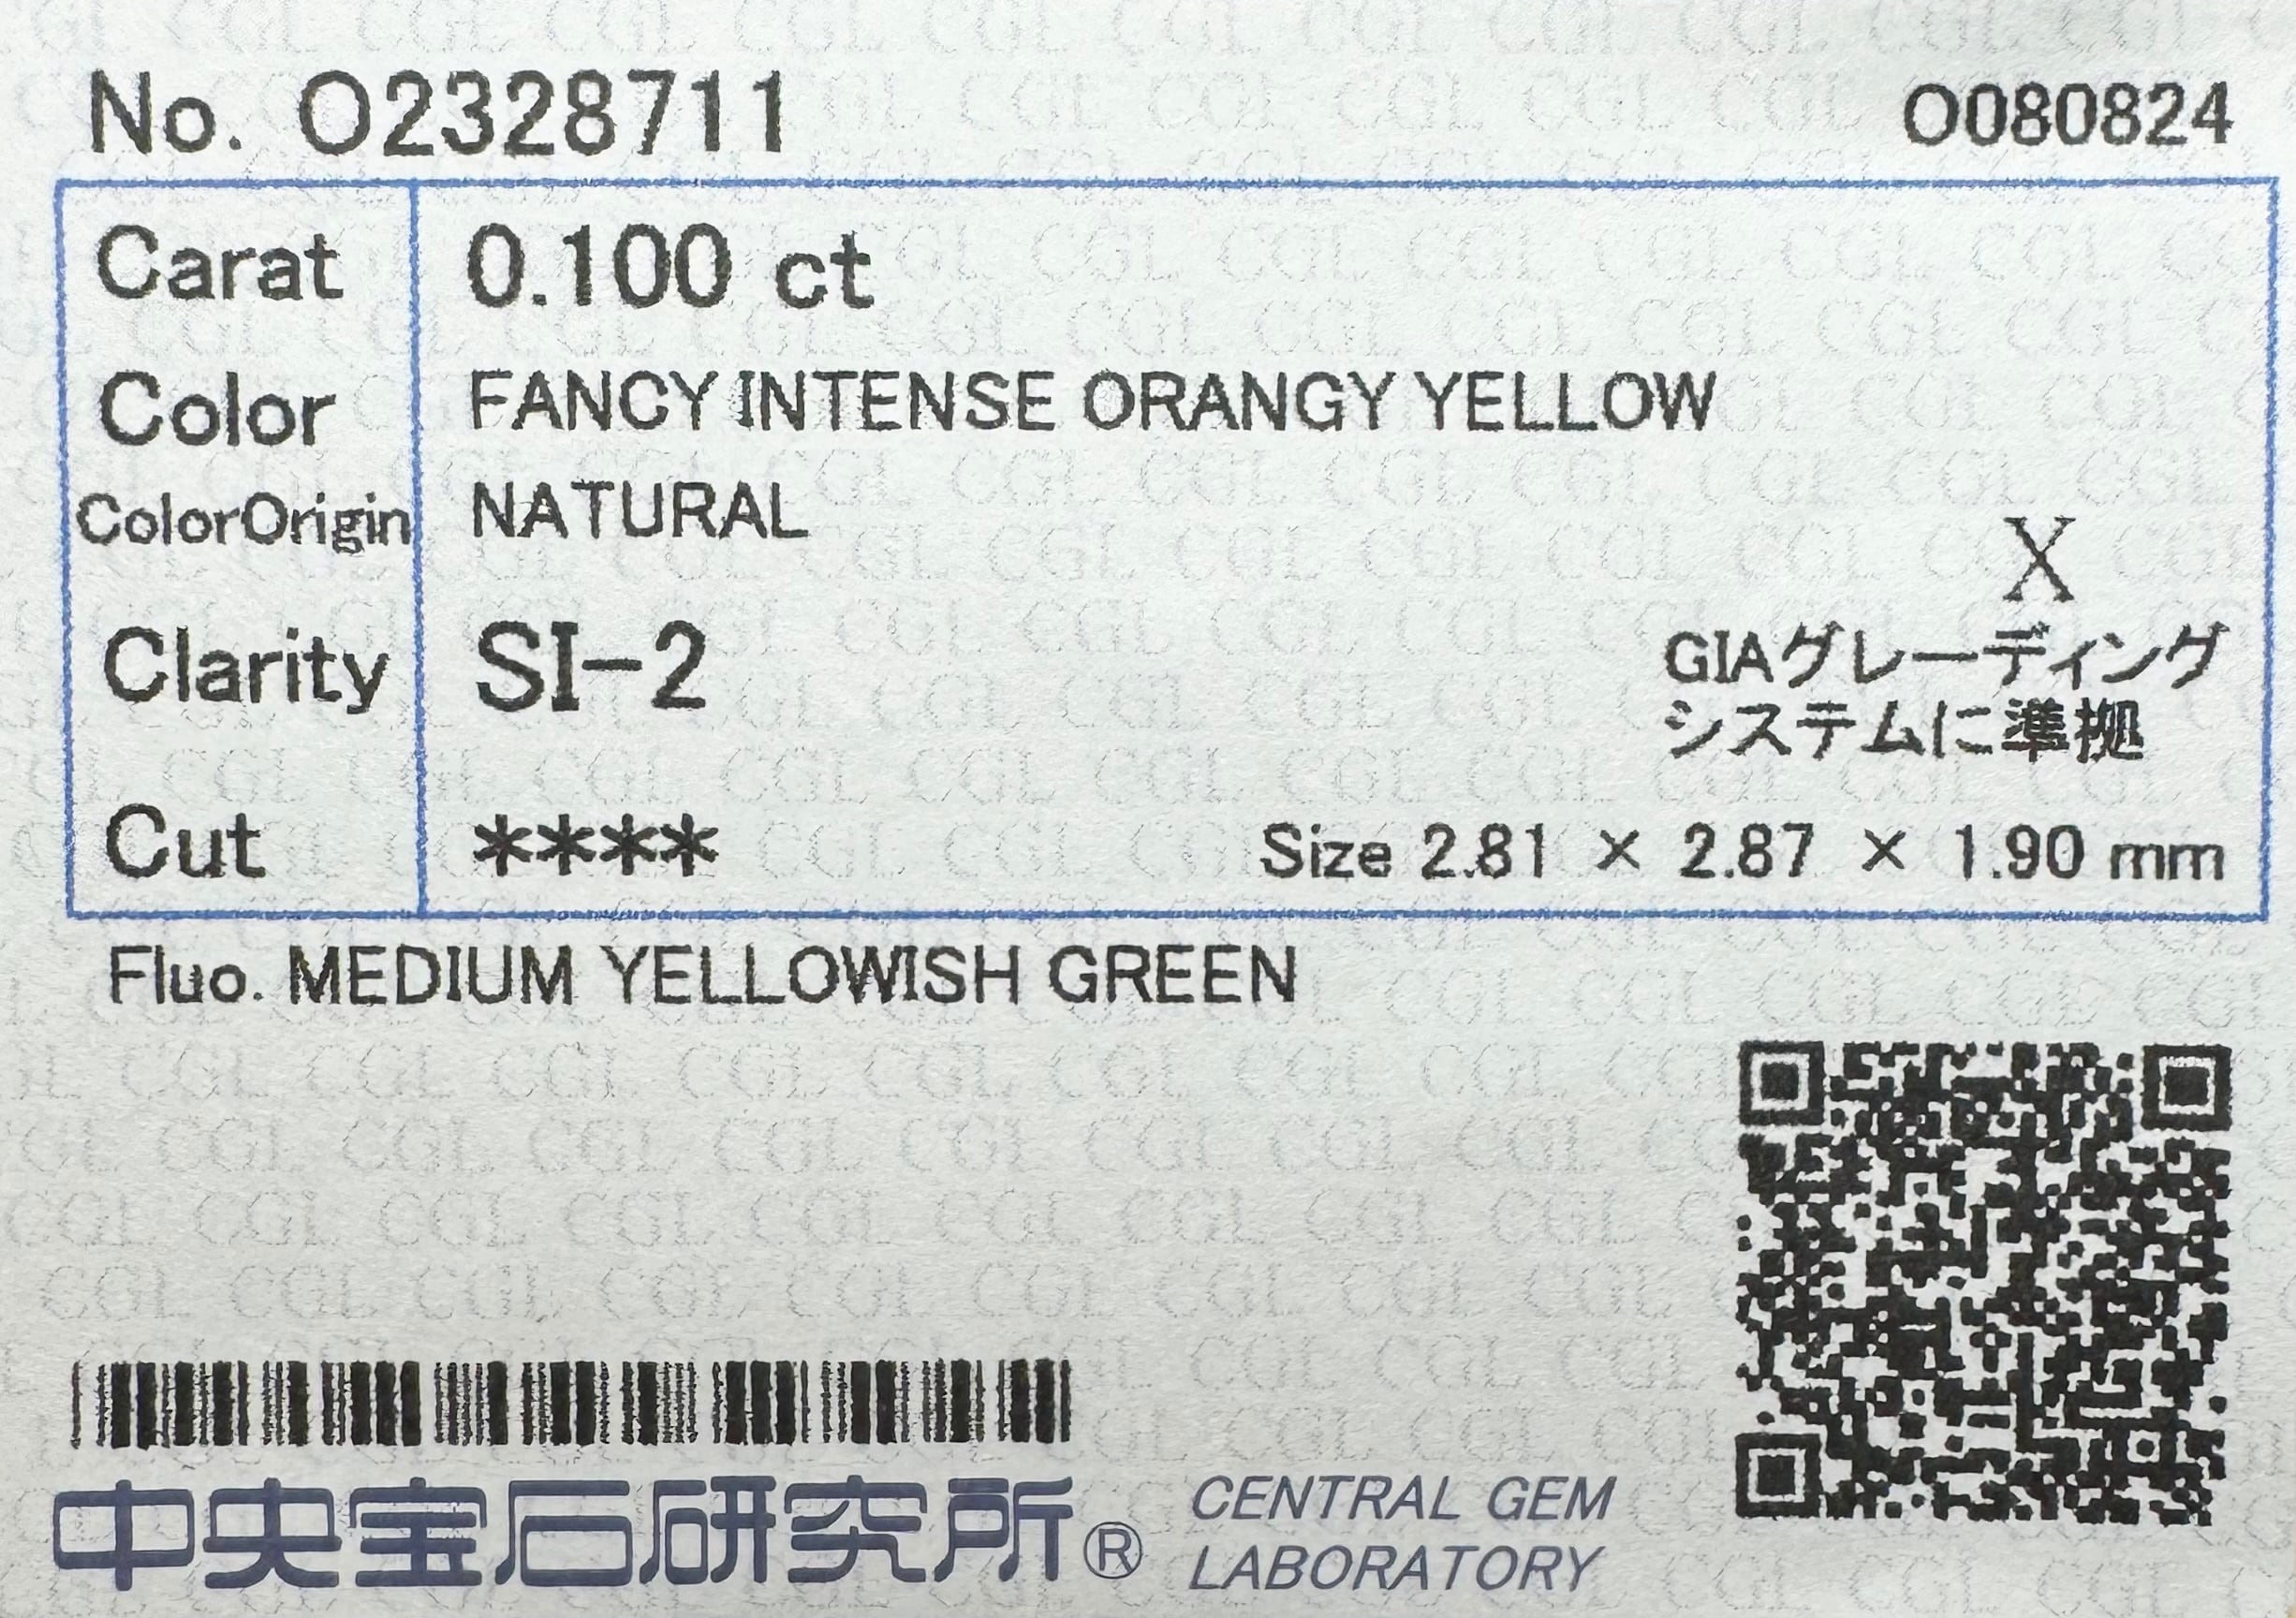 No. O2328711 O080824
Carat 0.100 ct
Color FANCY INTENSE ORANGY YELLOW
ColorOrigin NATURAL
X
Clarity SI-2
GIAグレーディング
システムに準拠
Cut **** Size 2.81 × 2.87 × 1.90 mm
Fluo. MEDIUM YELLOWISH GREEN
中央宝石研究所® CENTRAL GEM
LABORATORY